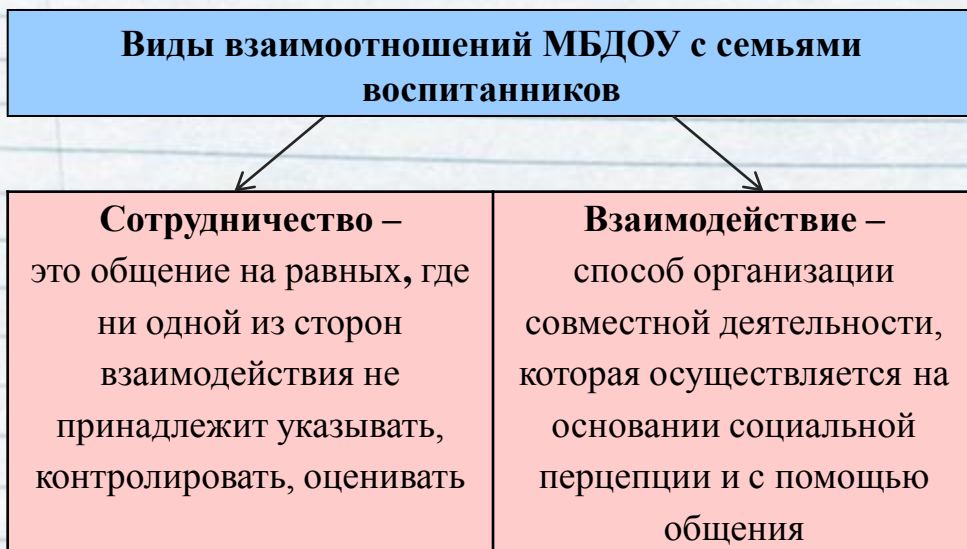 Виды взаимоотношений МБДОУ с семьями
воспитанников
Сотрудничество –
это общение на равных, где
ни одной из сторон
взаимодействия не
принадлежит указывать,
контролировать, оценивать
Взаимодействие –
способ организации
совместной деятельности,
которая осуществляется на
основании социальной
перцепции и с помощью
общения